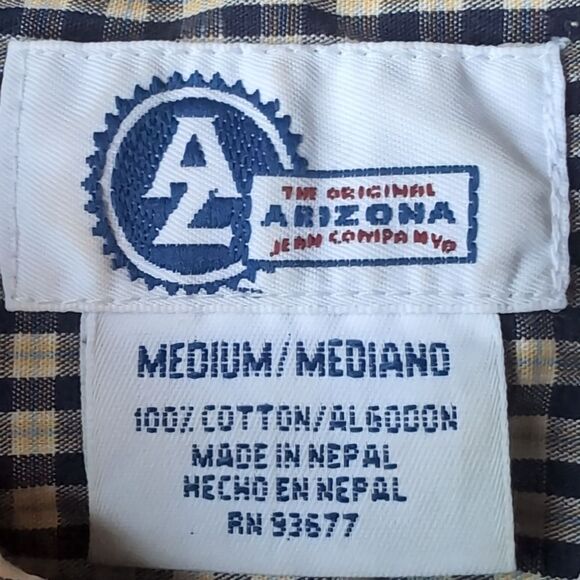 AZ
THE ORIGINAL
ARIZONA
JEAN COMPANY®
MEDIUM/MEDIANO
100% COTTON/ALGODON
MADE IN NEPAL
HECHO EN NEPAL
RN 93677